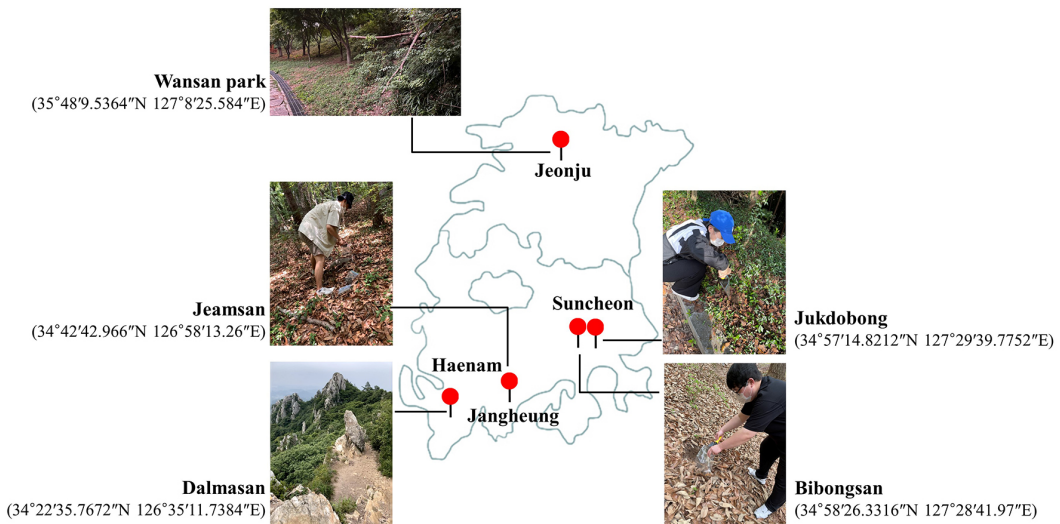 Wansan park
(35˚48′9.5364″N 127˚8′25.584″E)
Jeonju
Jeamsan
(34˚42′42.966″N 126˚58′13.26″E)
Suncheon
Jukdobong
(34˚57′14.8212″N 127˚29′39.7752″E)
Haenam
Jangheung
Dalmasan
(34˚22′35.7672″N 126˚35′11.7384″E)
Bibongsan
(34˚58′26.3316″N 127˚28′41.97″E)